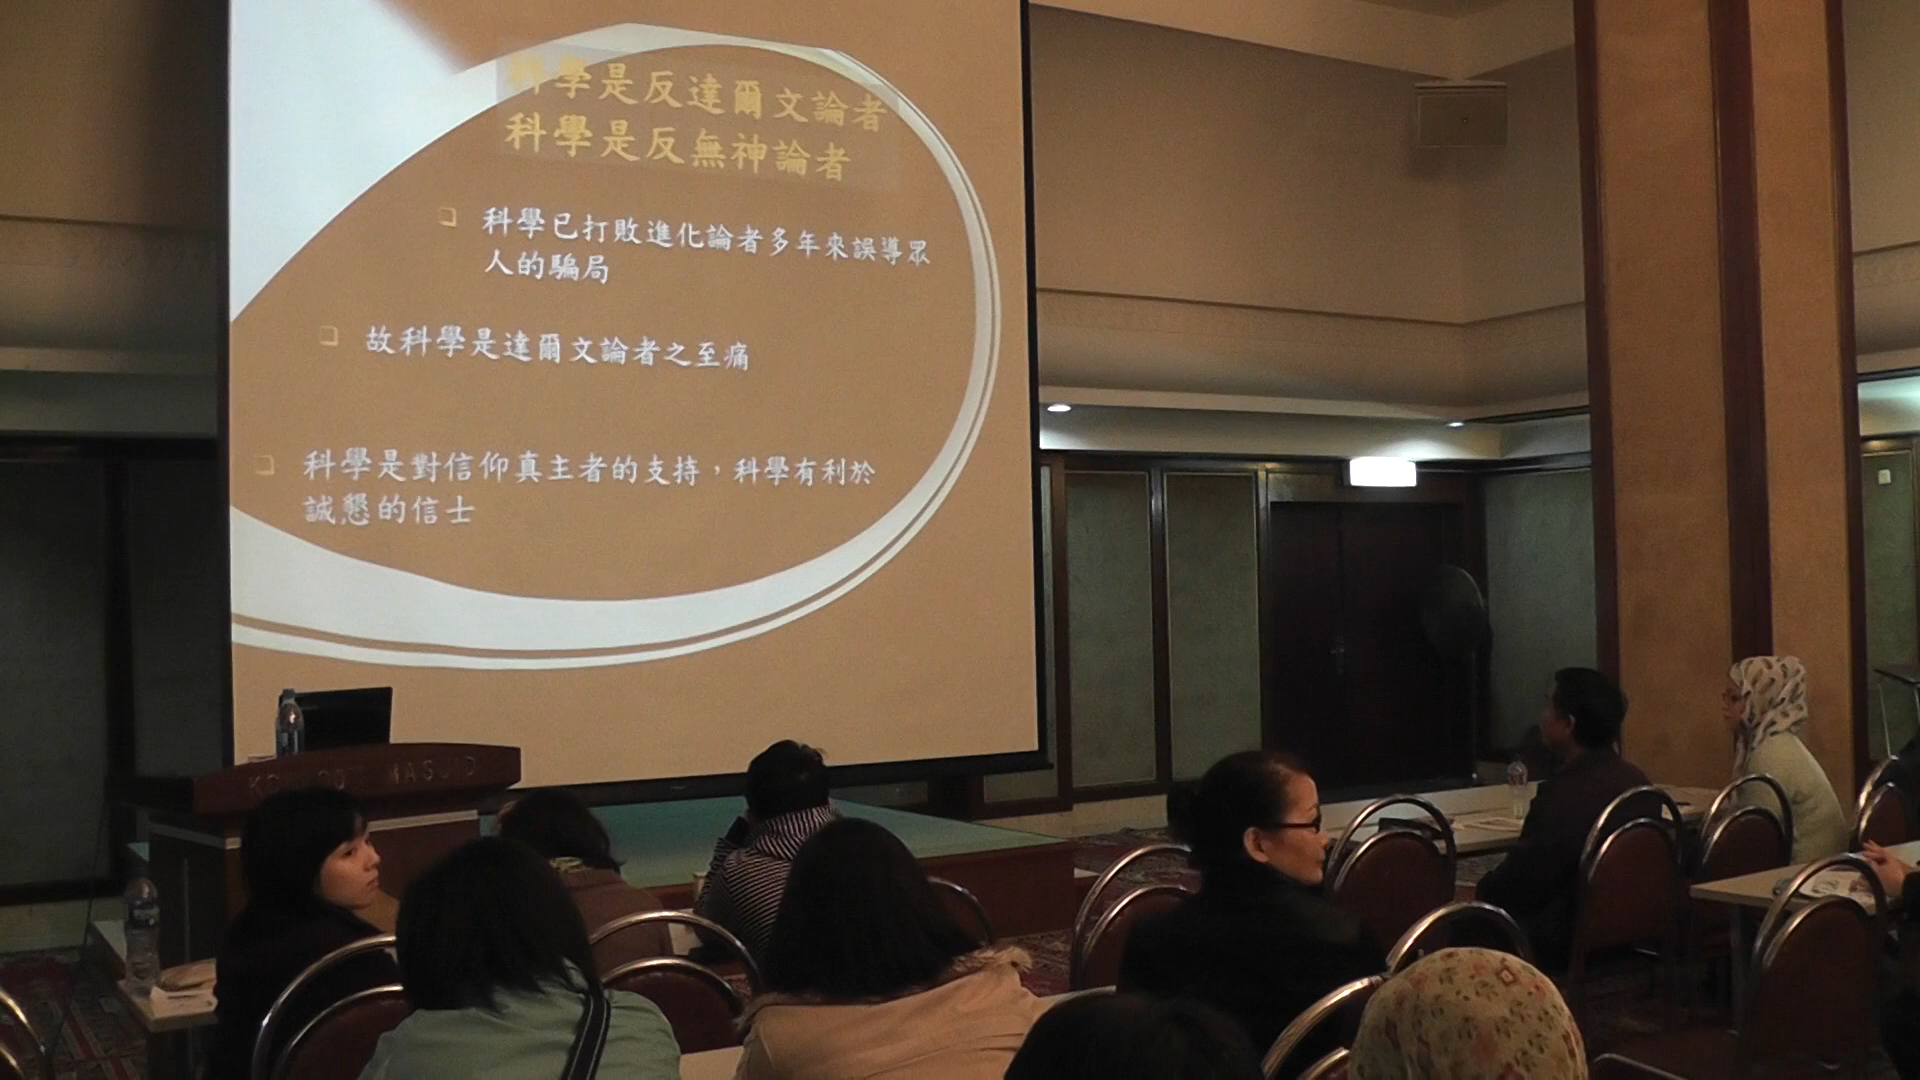 科學是反達爾文論者
科學是反無神論者
科學已打敗進化論者多年來誤導眾
人的騙局
故科學是達爾文論者之至痛
科學是對信仰真主者的支持，科學有利於
誠懇的信士
MASJID